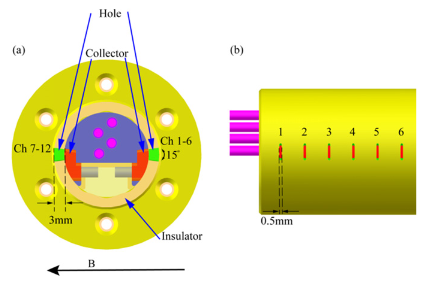 Hole
(a)
Collector
(b)
Ch 7-12
Ch 1-6
15°
1 2 3 4 5 6
3mm
0.5mm
Insulator
B